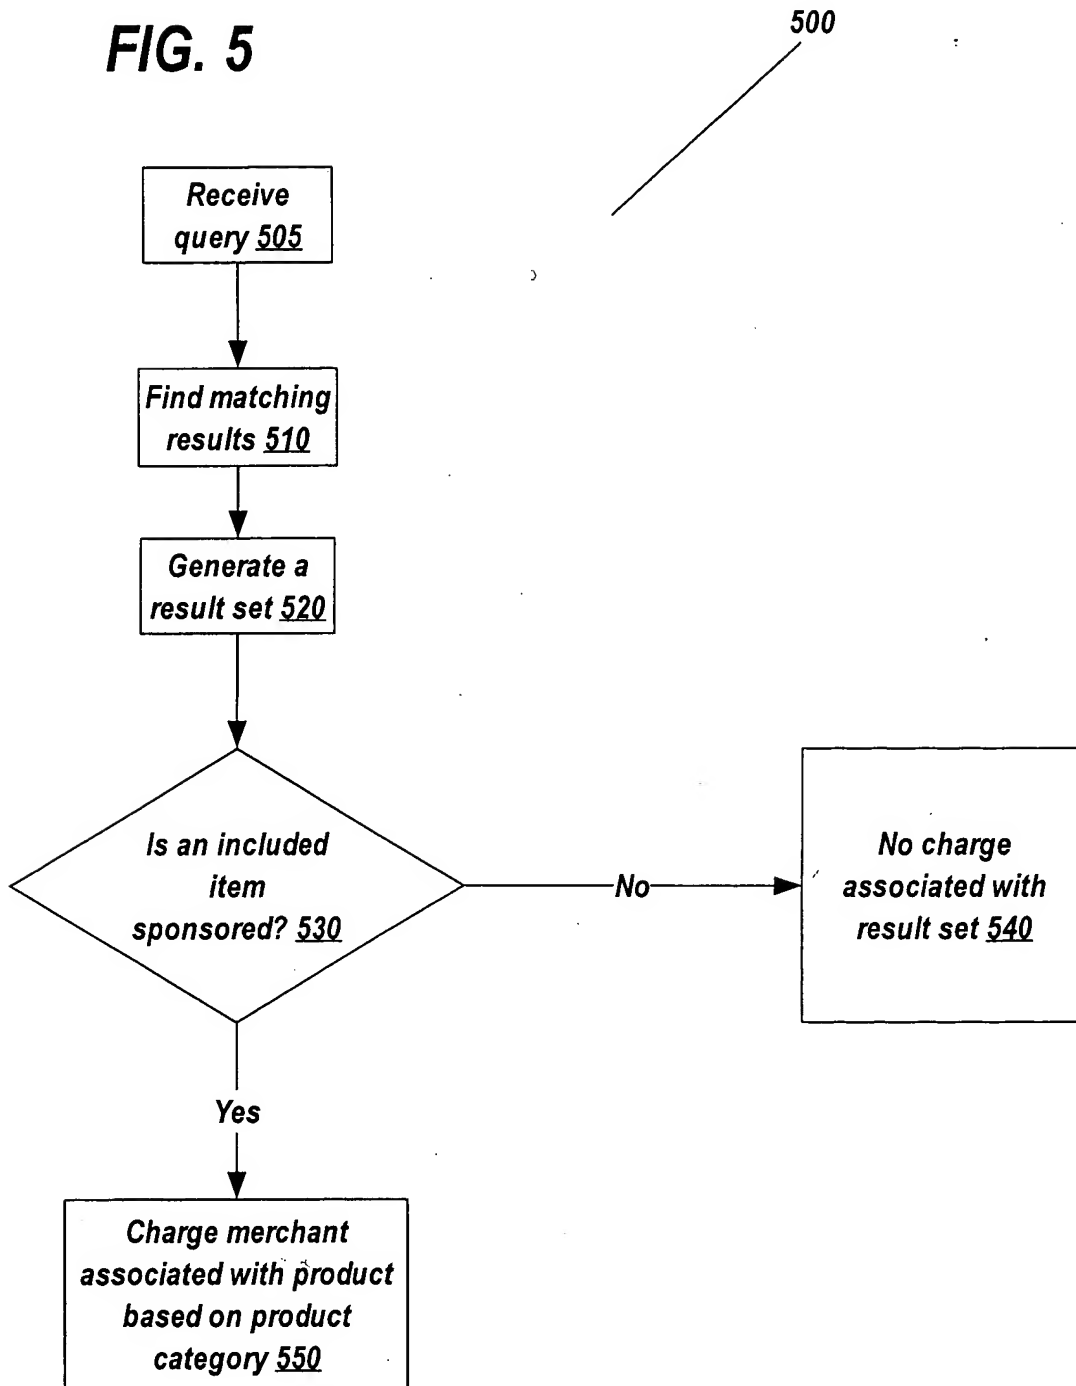 FIG. 5
500
Receive
query 505
Find matching
results 510
Generate a
result set 520
Is an included
item
sponsored? 530
No
No charge
associated with
result set 540
Yes
Charge merchant
associated with product
based on product
category 550